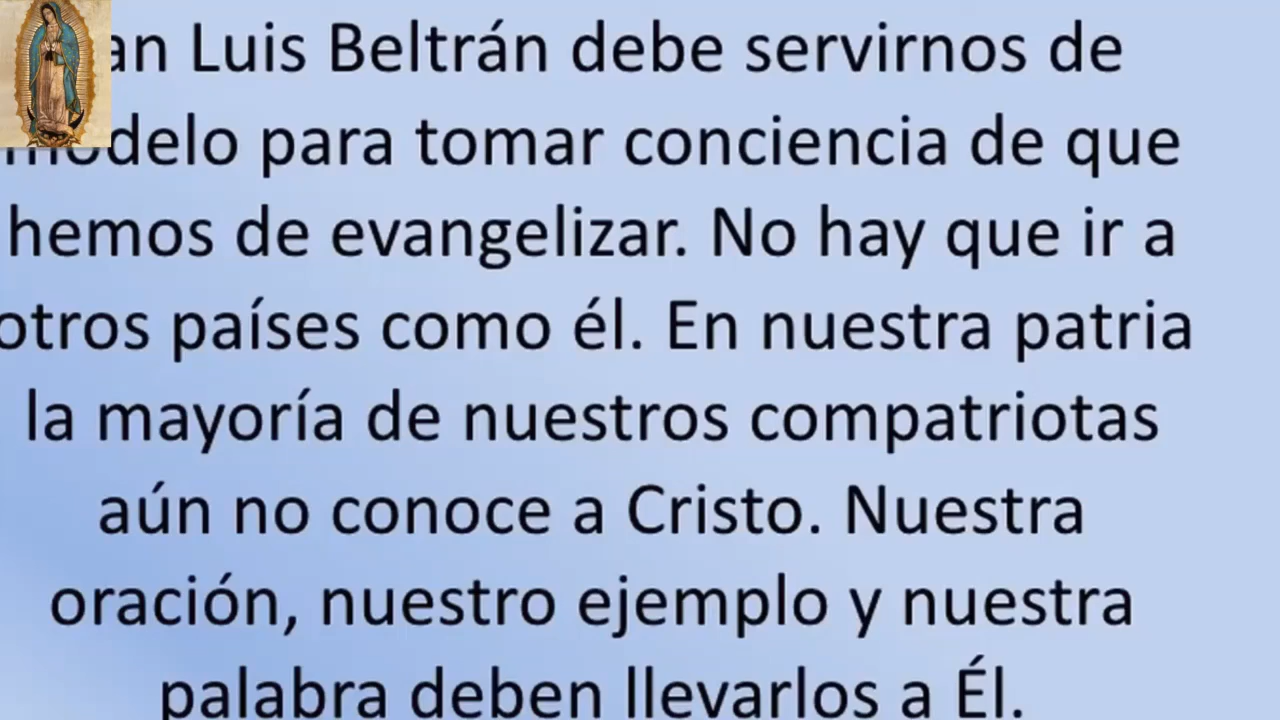 an Luis Beltrán debe servirnos de
modelo para tomar conciencia de que
hemos de evangelizar. No hay que ir a
otros países como él. En nuestra patria
la mayoría de nuestros compatriotas
aún no conoce a Cristo. Nuestra
oración, nuestro ejemplo y nuestra
palabra deben llevarlos a Él.